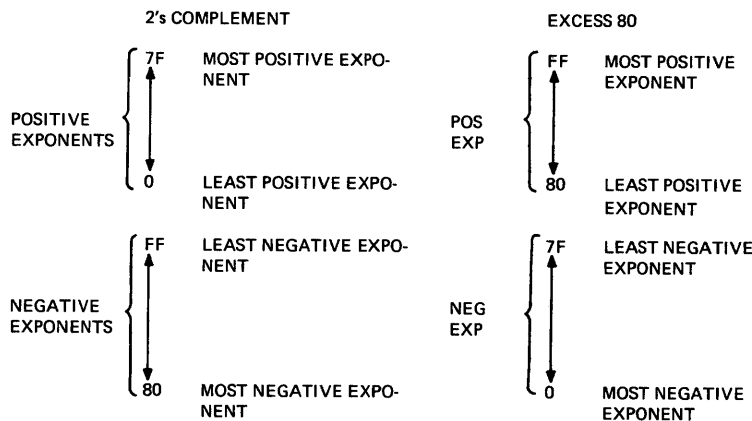 2's COMPLEMENT
EXCESS 80
7F MOST POSITIVE EXPO-
NENT
POSITIVE
EXPONENTS
0 LEAST POSITIVE EXPO-
NENT
FF MOST POSITIVE
EXPONENT
POS
EXP
80 LEAST POSITIVE
EXPONENT
FF LEAST NEGATIVE EXPO-
NENT
NEGATIVE
EXPONENTS
80 MOST NEGATIVE EXPO-
NENT
7F LEAST NEGATIVE
EXPONENT
NEG
EXP
0 MOST NEGATIVE
EXPONENT